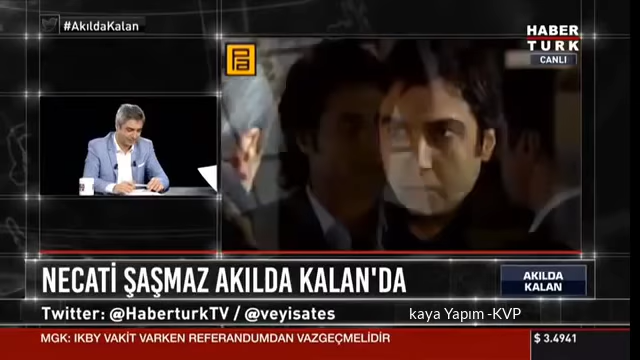 #AkıldaKalan
HABER
TURK
CANLI
Pa
NECATİ ŞAŞMAZ AKILDA KALAN'DA
AKILDA
KALAN
Twitter: @HaberturkTV / @veyisates
kaya Yapım -KVP
MGK: IKBY VAKİT VARKEN REFERANDUMDAN VAZGEÇMELİDİR
$ 3.4941